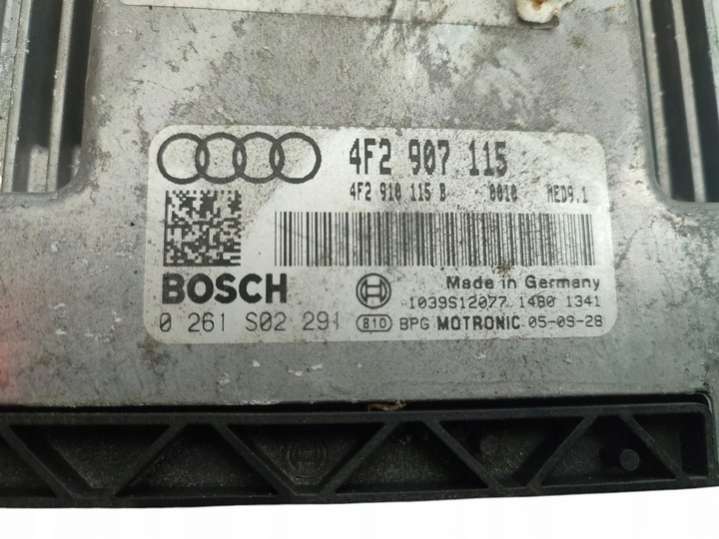 4F2 907 115
4F2 910 115 B 0010 MED9.1
BOSCH
Made in Germany
1039S12077 1480 1341
0 261 S02 291
B10 BPG MOTRONIC 05-09-28